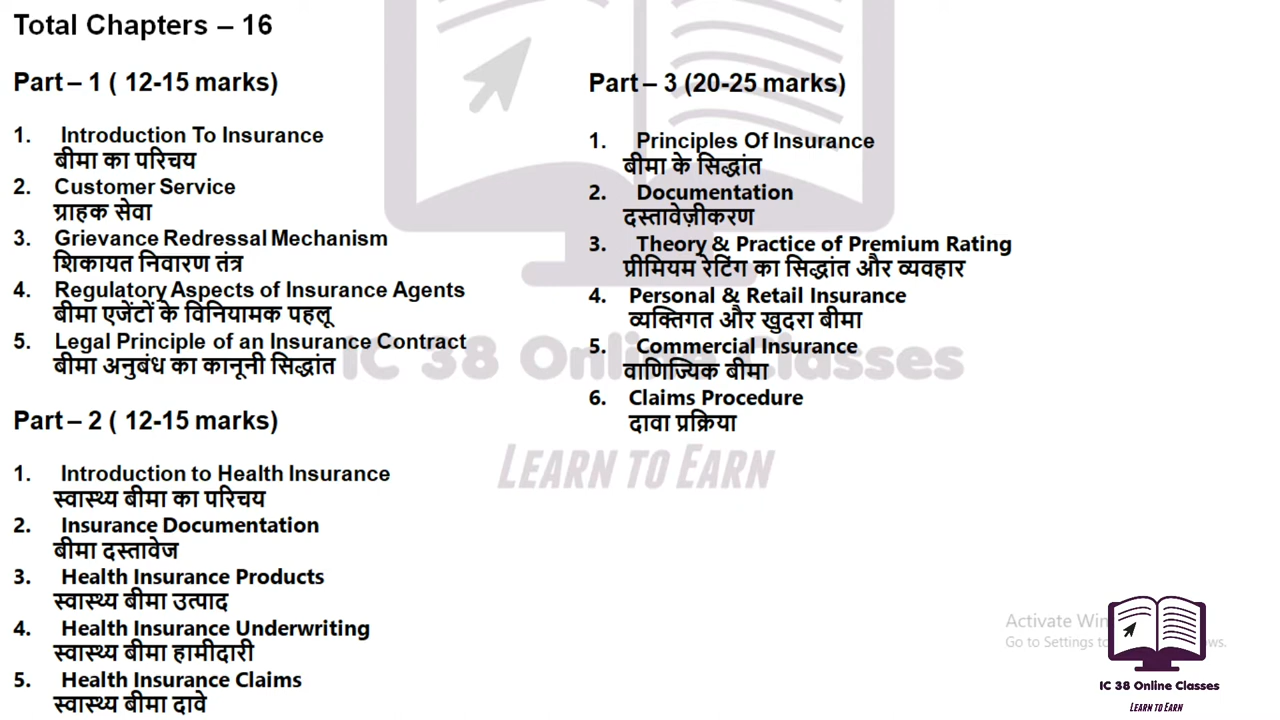 Total Chapters – 16
Part – 1 ( 12-15 marks)
1. Introduction To Insurance
बीमा का परिचय
2. Customer Service
ग्राहक सेवा
3. Grievance Redressal Mechanism
शिकायत निवारण तंत्र
4. Regulatory Aspects of Insurance Agents
बीमा एजेंटों के विनियामक पहलू
5. Legal Principle of an Insurance Contract
बीमा अनुबंध का कानूनी सिद्धांत
Part – 2 ( 12-15 marks)
1. Introduction to Health Insurance
स्वास्थ्य बीमा का परिचय
2. Insurance Documentation
बीमा दस्तावेज
3. Health Insurance Products
स्वास्थ्य बीमा उत्पाद
4. Health Insurance Underwriting
स्वास्थ्य बीमा हामीदारी
5. Health Insurance Claims
स्वास्थ्य बीमा दावे
Part – 3 (20-25 marks)
1. Principles Of Insurance
बीमा के सिद्धांत
2. Documentation
दस्तावेज़ीकरण
3. Theory & Practice of Premium Rating
प्रीमियम रेटिंग का सिद्धांत और व्यवहार
4. Personal & Retail Insurance
व्यक्तिगत और खुदरा बीमा
5. Commercial Insurance
वाणिज्यिक बीमा
6. Claims Procedure
दावा प्रक्रिया
IC 38 Online Classes
LEARN TO EARN
Activate
Go to Settings to
IC 38 Online Classes
LEARN TO EARN